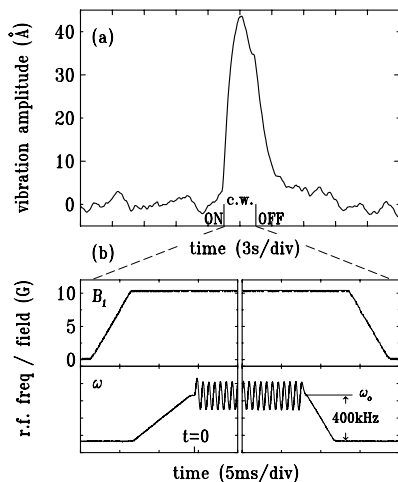 (a)
vibration amplitude (Å)
40
30
20
10
0
c.w.
ON
OFF
time (3s/div)
(b)
r.f. freq / field (G)
10
5
0
B₁
ω
ωₒ
400kHz
t=0
time (5ms/div)